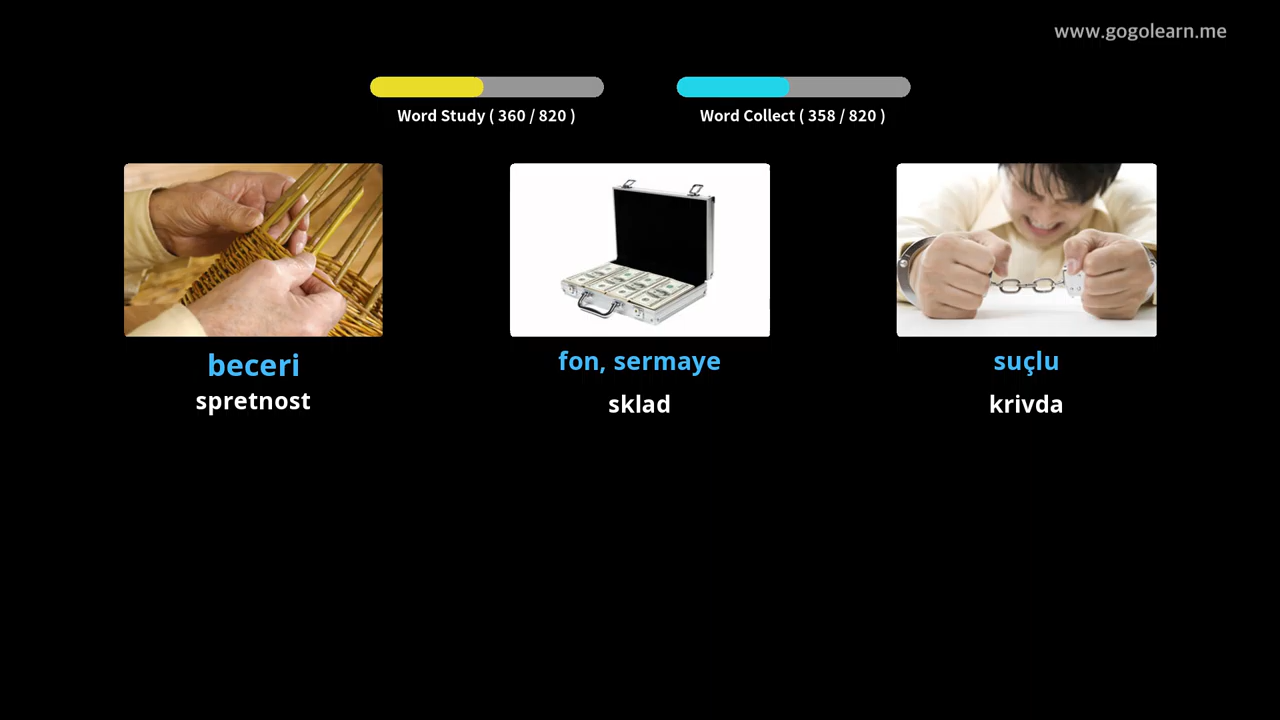 www.gogolearn.me
Word Study ( 360 / 820 )
Word Collect ( 358 / 820 )
beceri
spretnost
fon, sermaye
sklad
suçlu
krivda